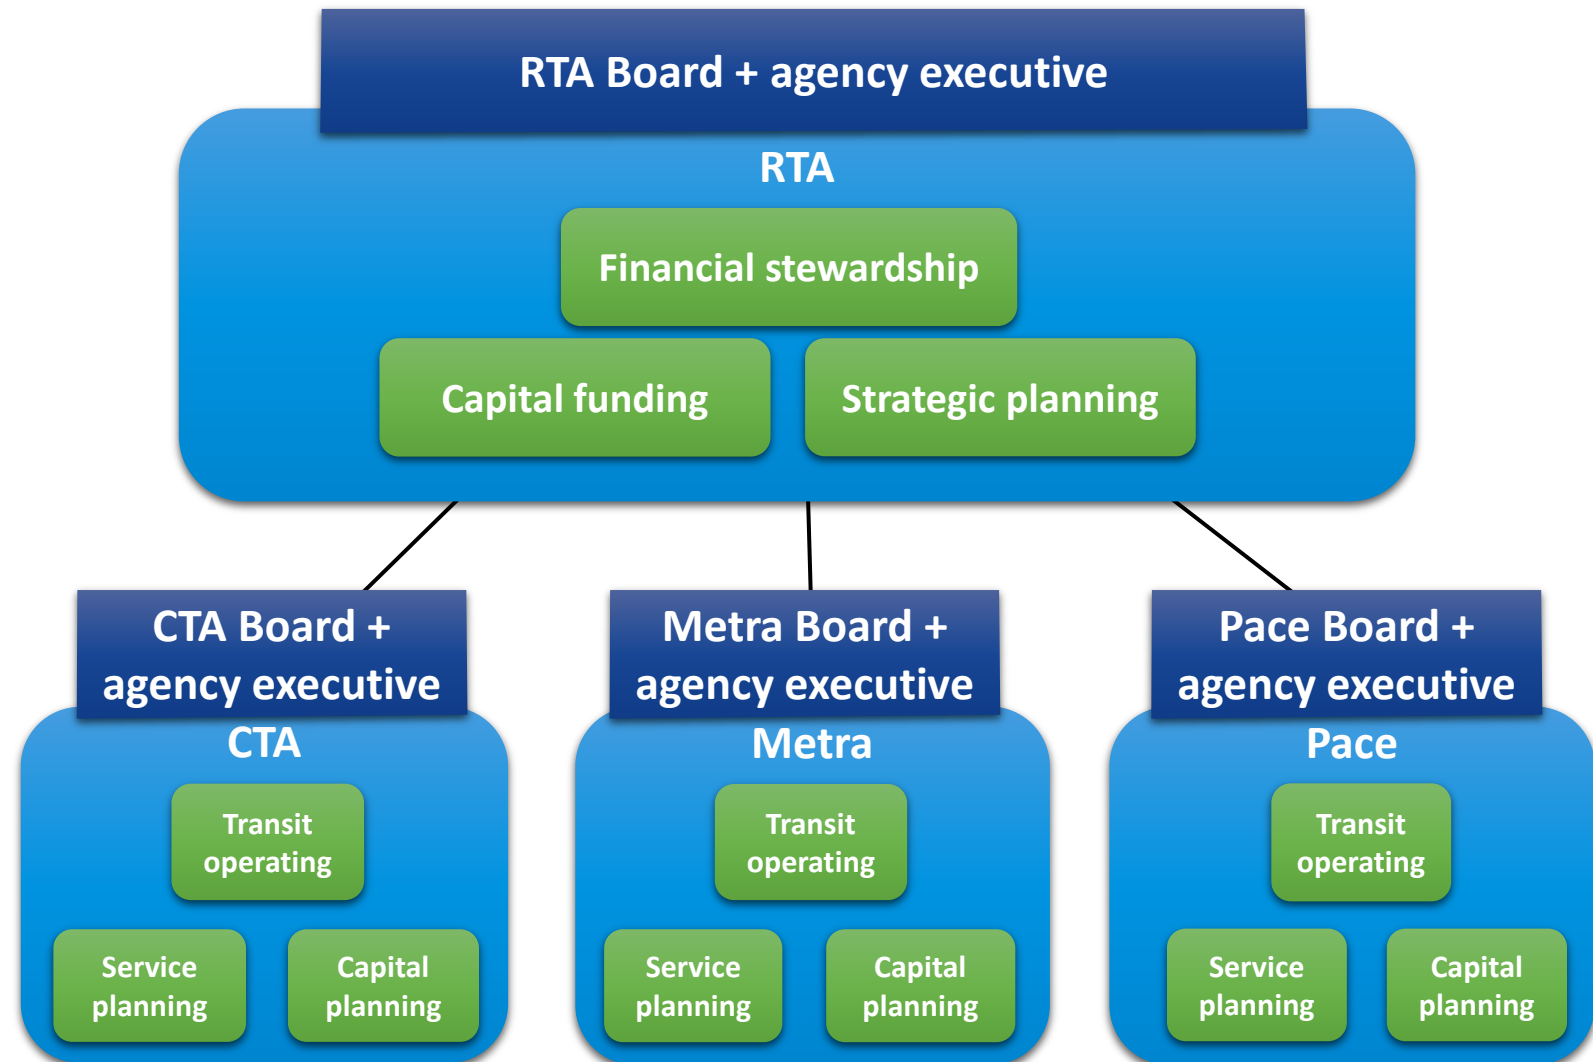 RTA Board + agency executive
RTA
Financial stewardship
Capital funding
Strategic planning
CTA Board +
agency executive
CTA
Transit
operating
Service
planning
Capital
planning
Metra Board +
agency executive
Metra
Transit
operating
Service
planning
Capital
planning
Pace Board +
agency executive
Pace
Transit
operating
Service
planning
Capital
planning